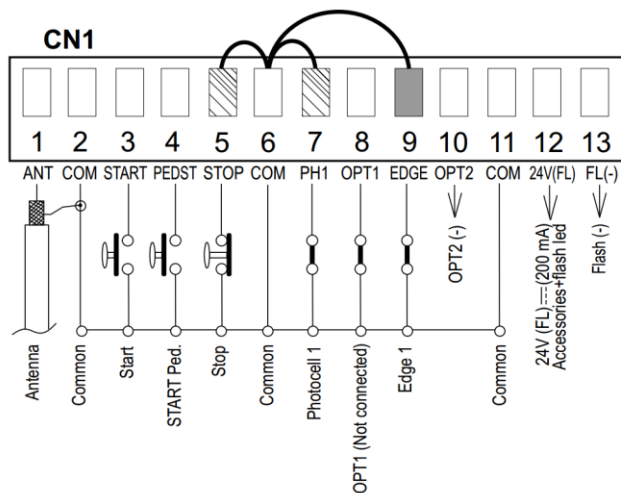 CN1
1 2 3 4 5 6 7 8 9 10 11 12 13
ANT COM START PEDST STOP COM PH1 OPT1 EDGE OPT2 COM 24V(FL) FL(-)
OPT2 (-)
24V (FL)⎓(200 mA)
Accessories+flash led
Flash (-)
Antenna
Common
Start
START Ped.
Stop
Common
Photocell 1
OPT1 (Not connected)
Edge 1
Common